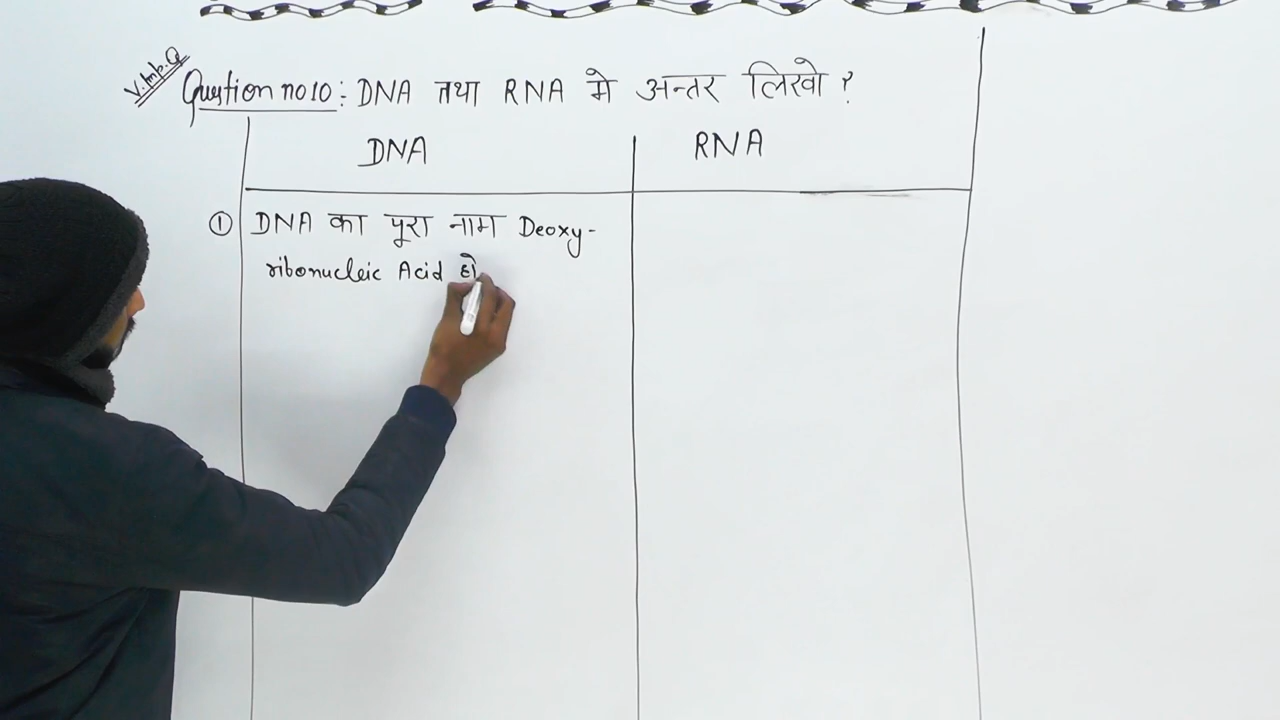 V.Imp.Q
Question no 10 : DNA तथा RNA मे अन्तर लिखो ?
DNA
RNA
① DNA का पूरा नाम Deoxy-
ribonucleic Acid हो